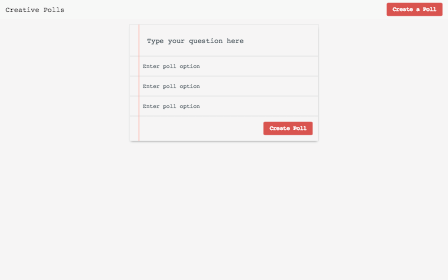 Creative Polls
Create a Poll
Type your question here
Enter poll option
Enter poll option
Enter poll option
Create Poll